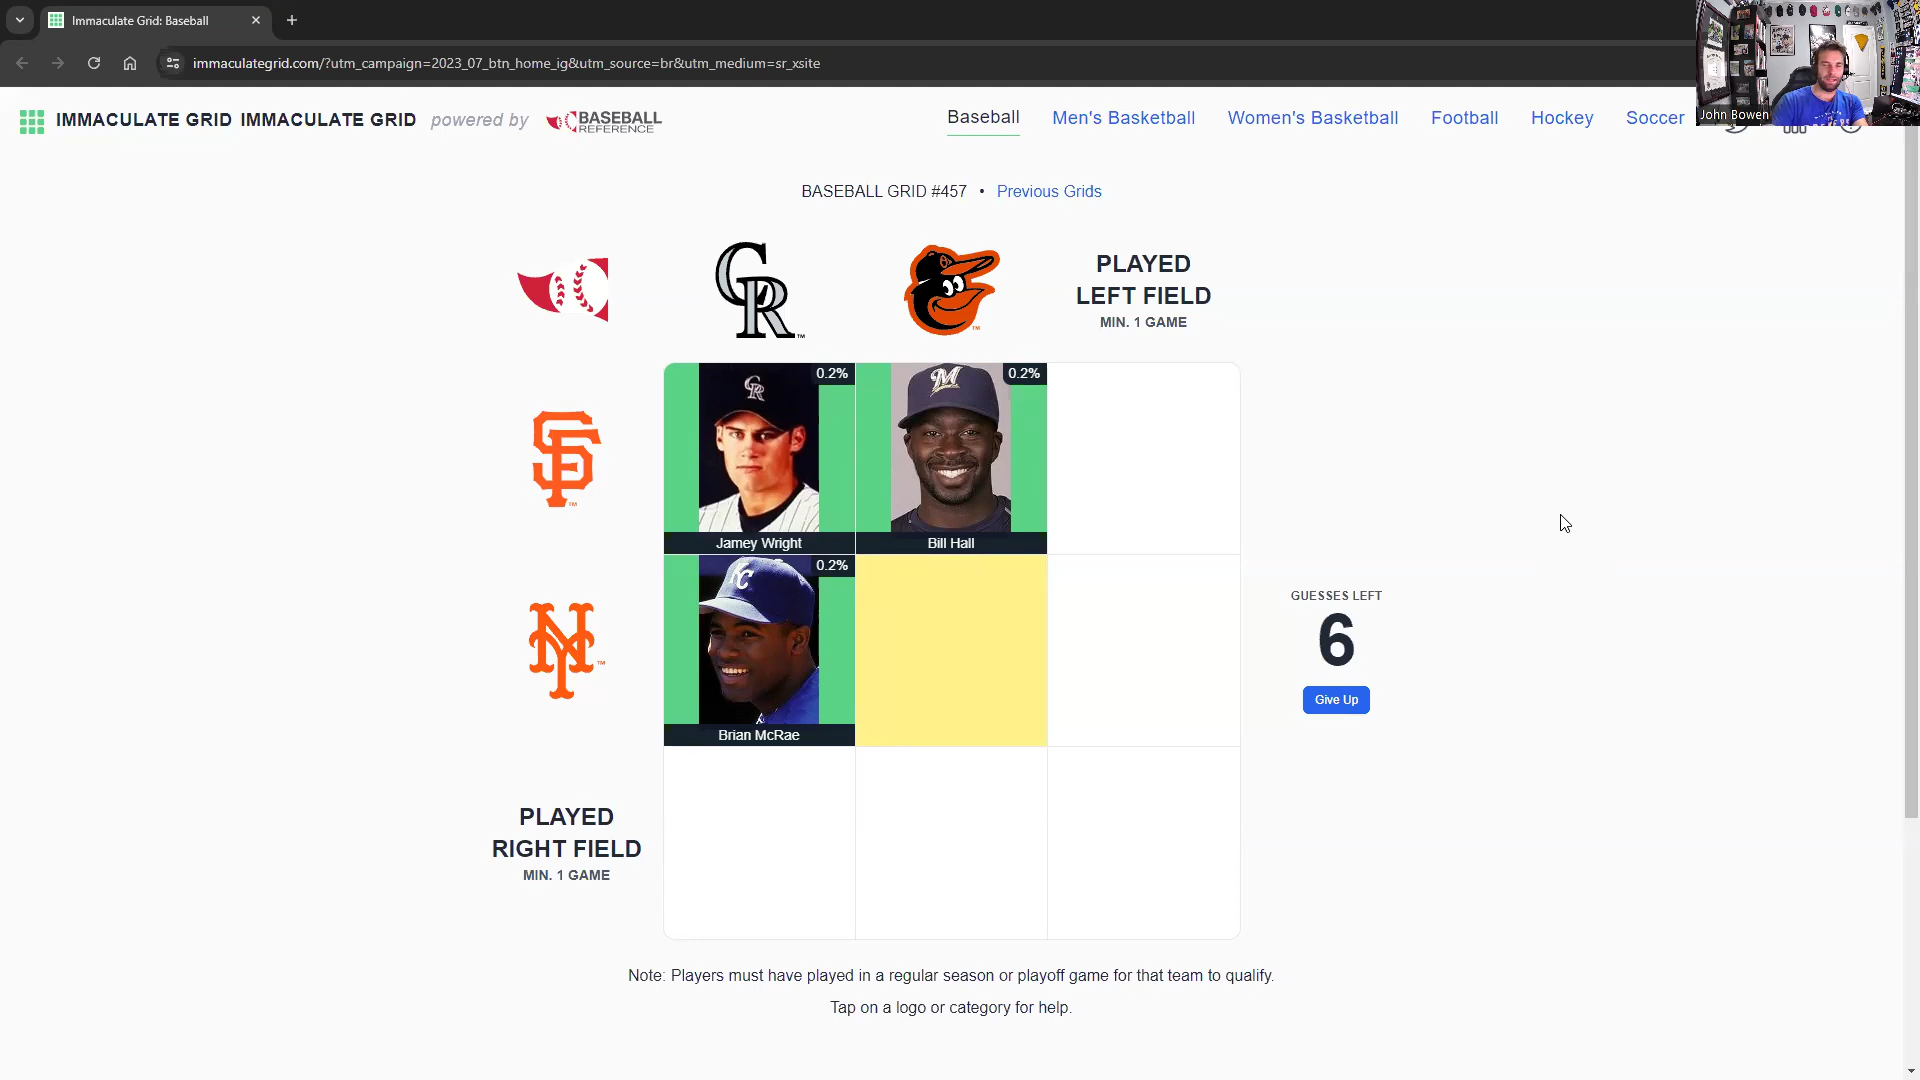 Immaculate Grid: Baseball
immaculategrid.com/?utm_campaign=2023_07_btn_home_ig&utm_source=br&utm_medium=sr_xsite
John Bowen
IMMACULATE GRID IMMACULATE GRID powered by BASEBALL REFERENCE
Baseball Men's Basketball Women's Basketball Football Hockey Soccer
BASEBALL GRID #457 • Previous Grids
CR™
PLAYED
LEFT FIELD
MIN. 1 GAME
SF™
0.2%
Jamey Wright
0.2%
M
Bill Hall
NY™
0.2%
KC
Brian McRae
GUESSES LEFT
6
Give Up
PLAYED
RIGHT FIELD
MIN. 1 GAME
Note: Players must have played in a regular season or playoff game for that team to qualify.
Tap on a logo or category for help.